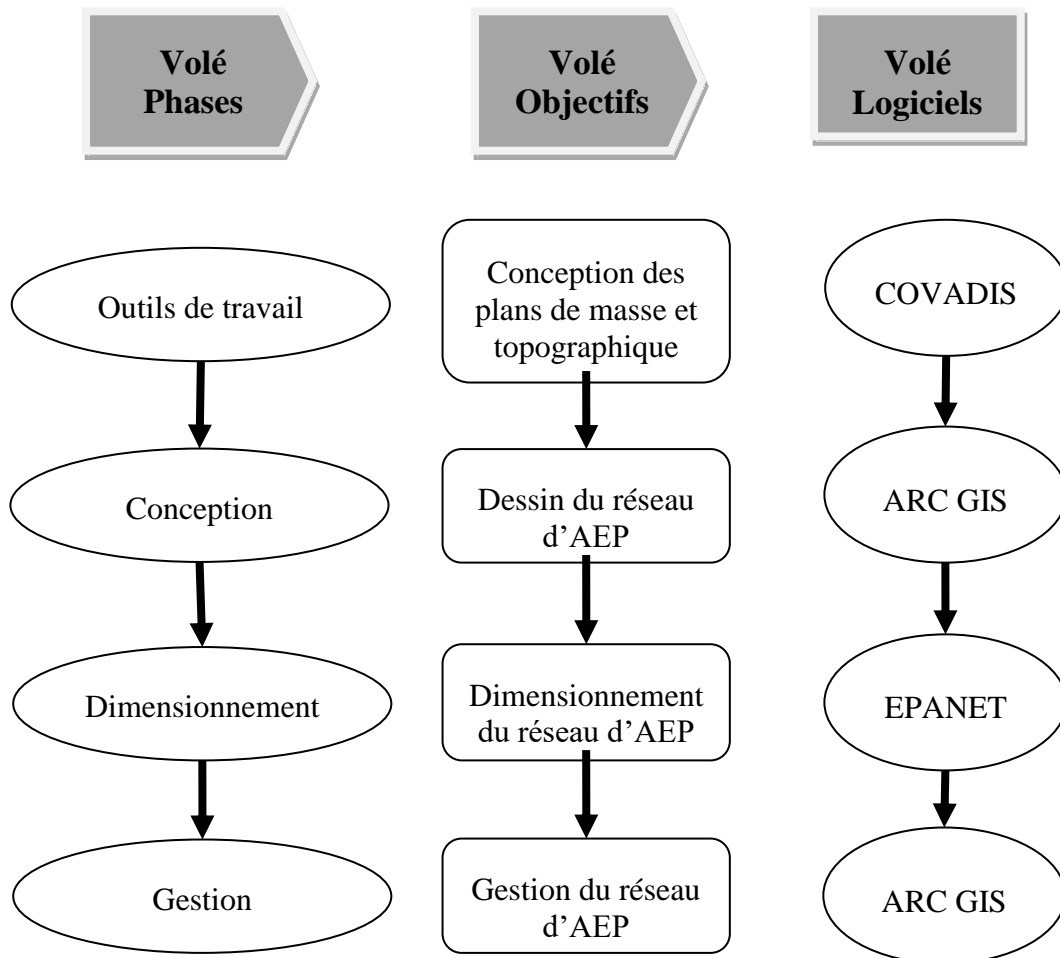 Volé
Phases
Volé
Objectifs
Volé
Logiciels
Outils de travail
Conception des
plans de masse et
topographique
COVADIS
Conception
Dessin du réseau
d’AEP
ARC GIS
Dimensionnement
Dimensionnement
du réseau d’AEP
EPANET
Gestion
Gestion du réseau
d’AEP
ARC GIS